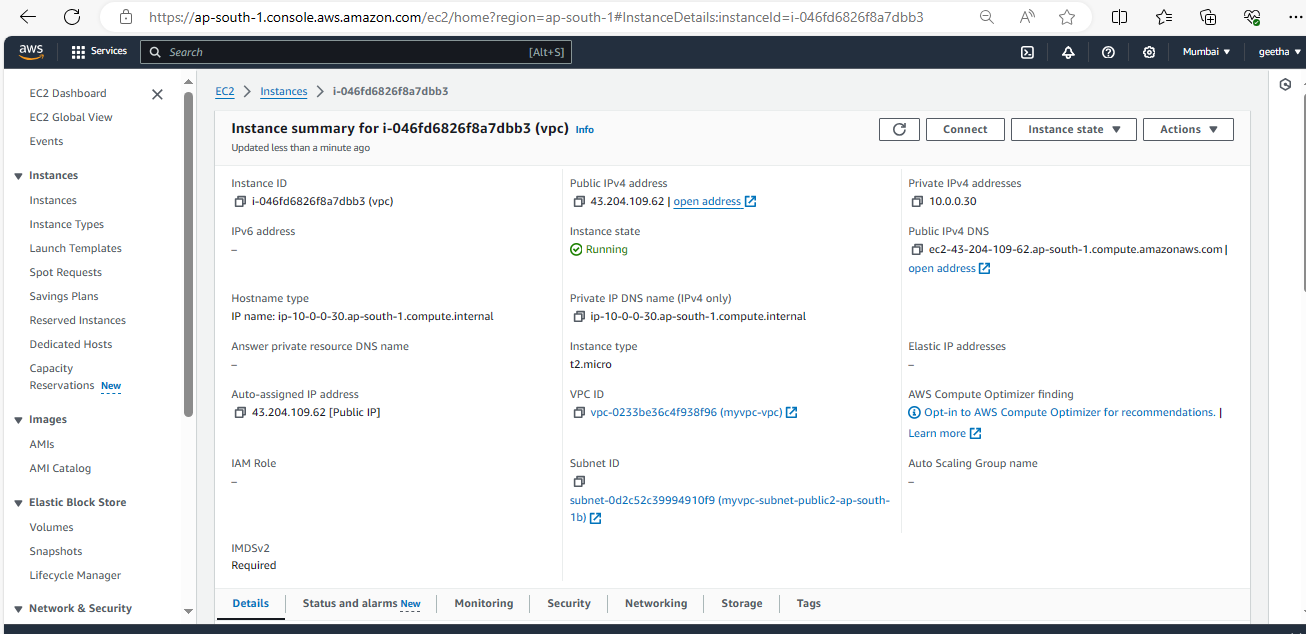 https://ap-south-1.console.aws.amazon.com/ec2/home?region=ap-south-1#InstanceDetails:instanceId=i-046fd6826f8a7dbb3
aws Services Search [Alt+S] Mumbai ▼ geetha ▼
EC2 Dashboard
EC2 Global View
Events
Instances
Instances
Instance Types
Launch Templates
Spot Requests
Savings Plans
Reserved Instances
Dedicated Hosts
Capacity
Reservations New
Images
AMIs
AMI Catalog
Elastic Block Store
Volumes
Snapshots
Lifecycle Manager
Network & Security
EC2 > Instances > i-046fd6826f8a7dbb3
Instance summary for i-046fd6826f8a7dbb3 (vpc) Info
Updated less than a minute ago
Connect Instance state ▼ Actions ▼
Instance ID
i-046fd6826f8a7dbb3 (vpc)
Public IPv4 address
43.204.109.62 | open address
Private IPv4 addresses
10.0.0.30
IPv6 address
–
Instance state
Running
Public IPv4 DNS
ec2-43-204-109-62.ap-south-1.compute.amazonaws.com |
open address
Hostname type
IP name: ip-10-0-0-30.ap-south-1.compute.internal
Private IP DNS name (IPv4 only)
ip-10-0-0-30.ap-south-1.compute.internal
Answer private resource DNS name
–
Instance type
t2.micro
Elastic IP addresses
–
Auto-assigned IP address
43.204.109.62 [Public IP]
VPC ID
vpc-0233be36c4f938f96 (myvpc-vpc)
AWS Compute Optimizer finding
Opt-in to AWS Compute Optimizer for recommendations. |
Learn more
IAM Role
–
Subnet ID
subnet-0d2c52c39994910f9 (myvpc-subnet-public2-ap-south-
1b)
Auto Scaling Group name
–
IMDSv2
Required
Details Status and alarms New Monitoring Security Networking Storage Tags